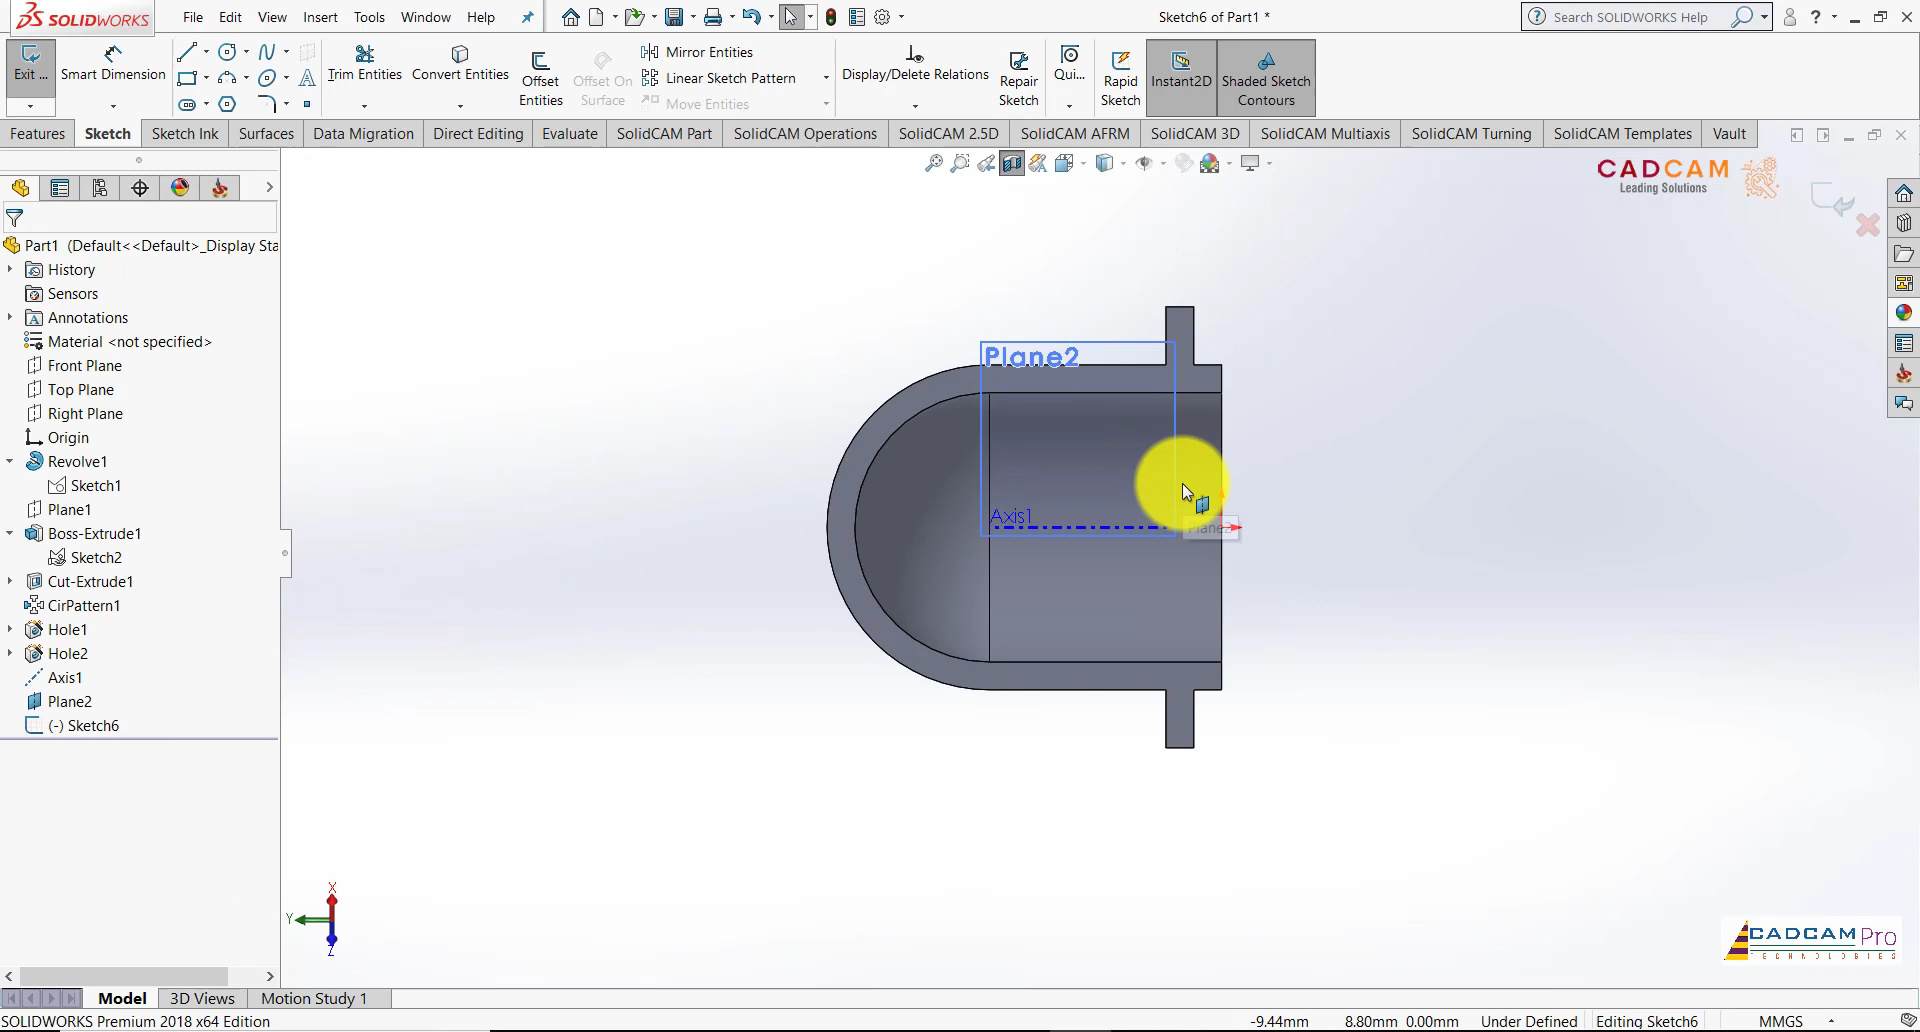 SOLIDWORKS File Edit View Insert Tools Window Help Sketch6 of Part1 * Search SOLIDWORKS Help
Exit ... Smart Dimension Trim Entities Convert Entities Offset Entities Offset On Surface Mirror Entities Linear Sketch Pattern Move Entities Display/Delete Relations Repair Sketch Qui... Rapid Sketch Instant2D Shaded Sketch Contours
Features Sketch Sketch Ink Surfaces Data Migration Direct Editing Evaluate SolidCAM Part SolidCAM Operations SolidCAM 2.5D SolidCAM AFRM SolidCAM 3D SolidCAM Multiaxis SolidCAM Turning SolidCAM Templates Vault
CADCAM
Leading Solutions
Part1 (Default<<Default>_Display Sta
History
Sensors
Annotations
Material <not specified>
Front Plane
Top Plane
Right Plane
Origin
Revolve1
Sketch1
Plane1
Boss-Extrude1
Sketch2
Cut-Extrude1
CirPattern1
Hole1
Hole2
Axis1
Plane2
(-) Sketch6
Plane2
Axis1
Plane2
X
Y
Z
CADCAM Pro
TECHNOLOGIES
Model 3D Views Motion Study 1
SOLIDWORKS Premium 2018 x64 Edition -9.44mm 8.80mm 0.00mm Under Defined Editing Sketch6 MMGS